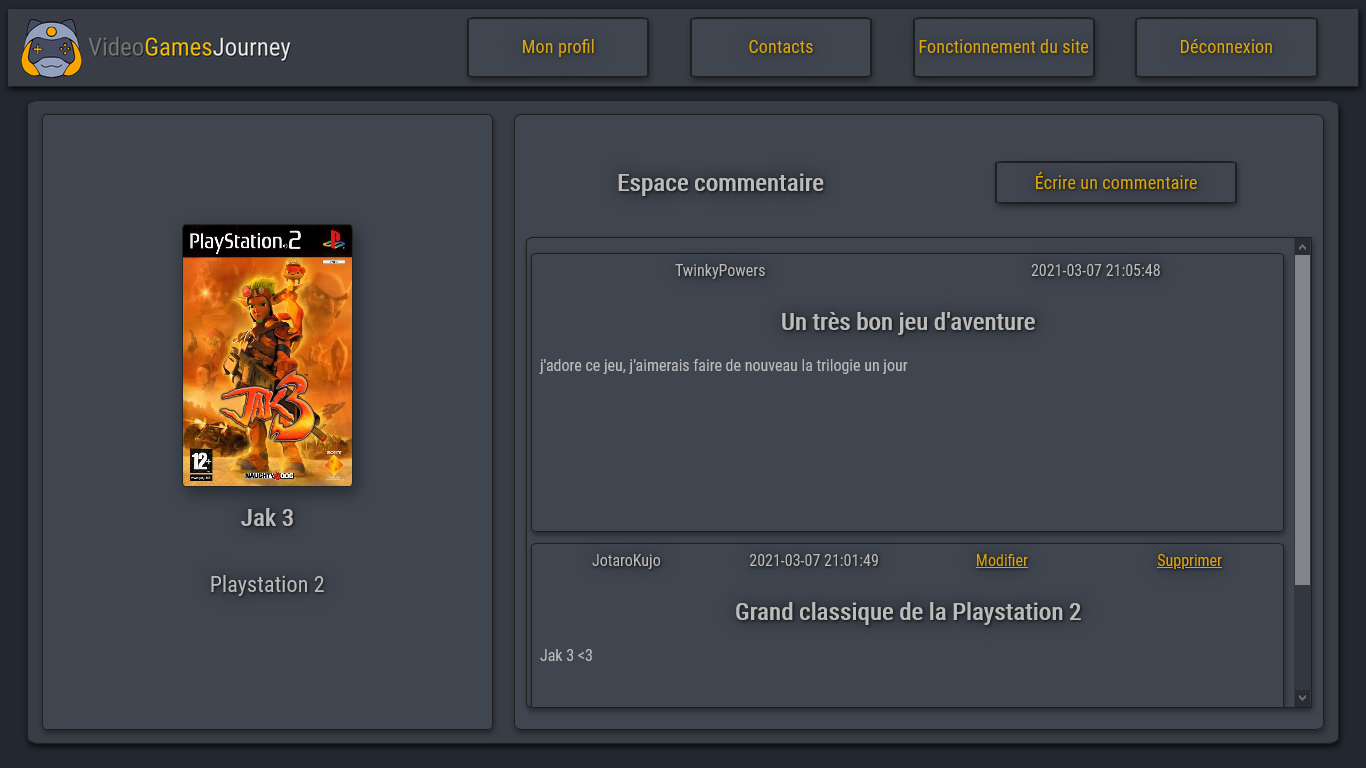 VideoGamesJourney
Mon profil
Contacts
Fonctionnement du site
Déconnexion
PlayStation.2
JAK 3
12+
SONY
NAUGHTY DOG
Jak 3
Playstation 2
Espace commentaire
Écrire un commentaire
TwinkyPowers 2021-03-07 21:05:48
Un très bon jeu d'aventure
j'adore ce jeu, j'aimerais faire de nouveau la trilogie un jour
JotaroKujo 2021-03-07 21:01:49 Modifier Supprimer
Grand classique de la Playstation 2
Jak 3 <3